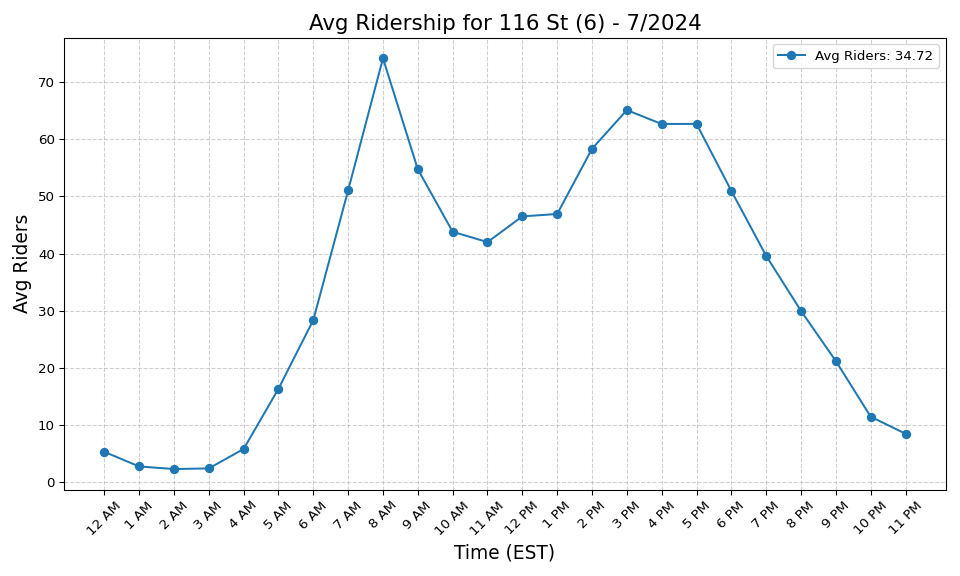 Avg Ridership for 116 St (6) - 7/2024
Avg Riders: 34.72
Avg Riders
70
60
50
40
30
20
10
0
12 AM
1 AM
2 AM
3 AM
4 AM
5 AM
6 AM
7 AM
8 AM
9 AM
10 AM
11 AM
12 PM
1 PM
2 PM
3 PM
4 PM
5 PM
6 PM
7 PM
8 PM
9 PM
10 PM
11 PM
Time (EST)